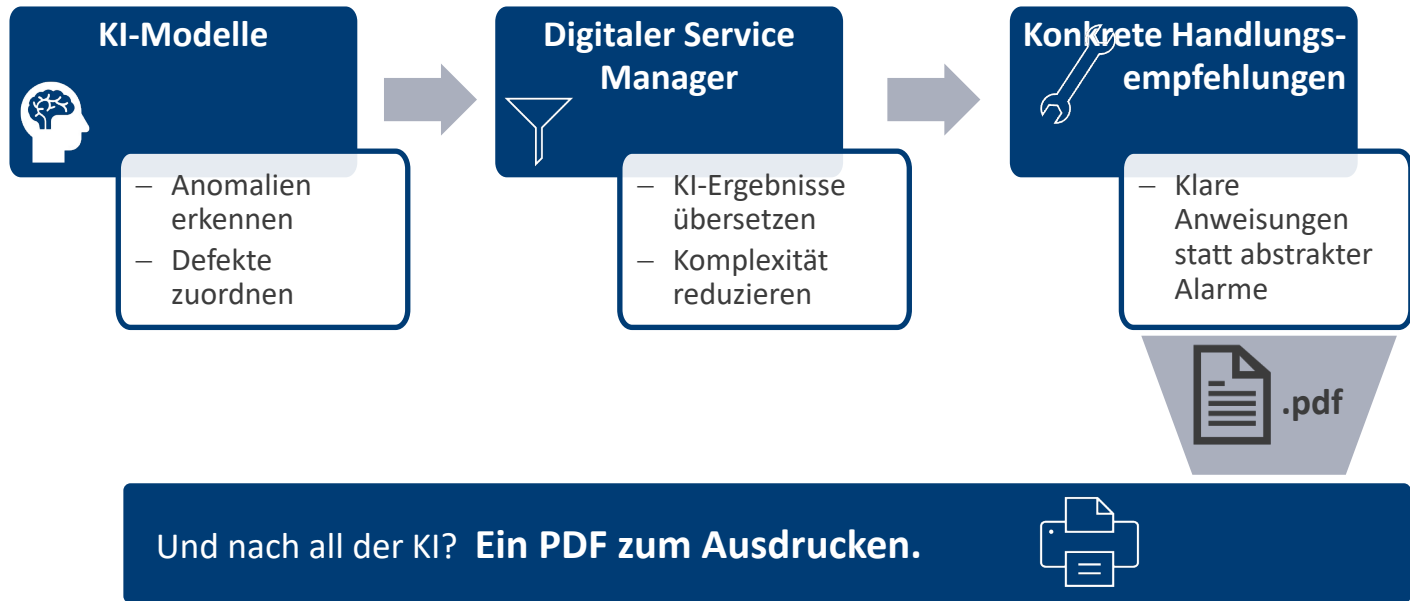 KI-Modelle
– Anomalien
erkennen
– Defekte
zuordnen
Digitaler Service
Manager
– KI-Ergebnisse
übersetzen
– Komplexität
reduzieren
Konkrete Handlungs-
empfehlungen
– Klare
Anweisungen
statt abstrakter
Alarme
.pdf
Und nach all der KI? Ein PDF zum Ausdrucken.